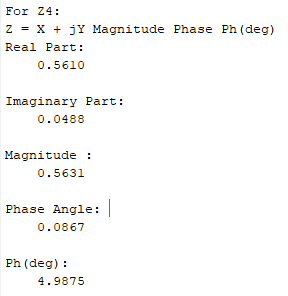 For Z4:
Z = X + jY Magnitude Phase Ph(deg)
Real Part:
0.5610
Imaginary Part:
0.0488
Magnitude :
0.5631
Phase Angle:
0.0867
Ph(deg):
4.9875